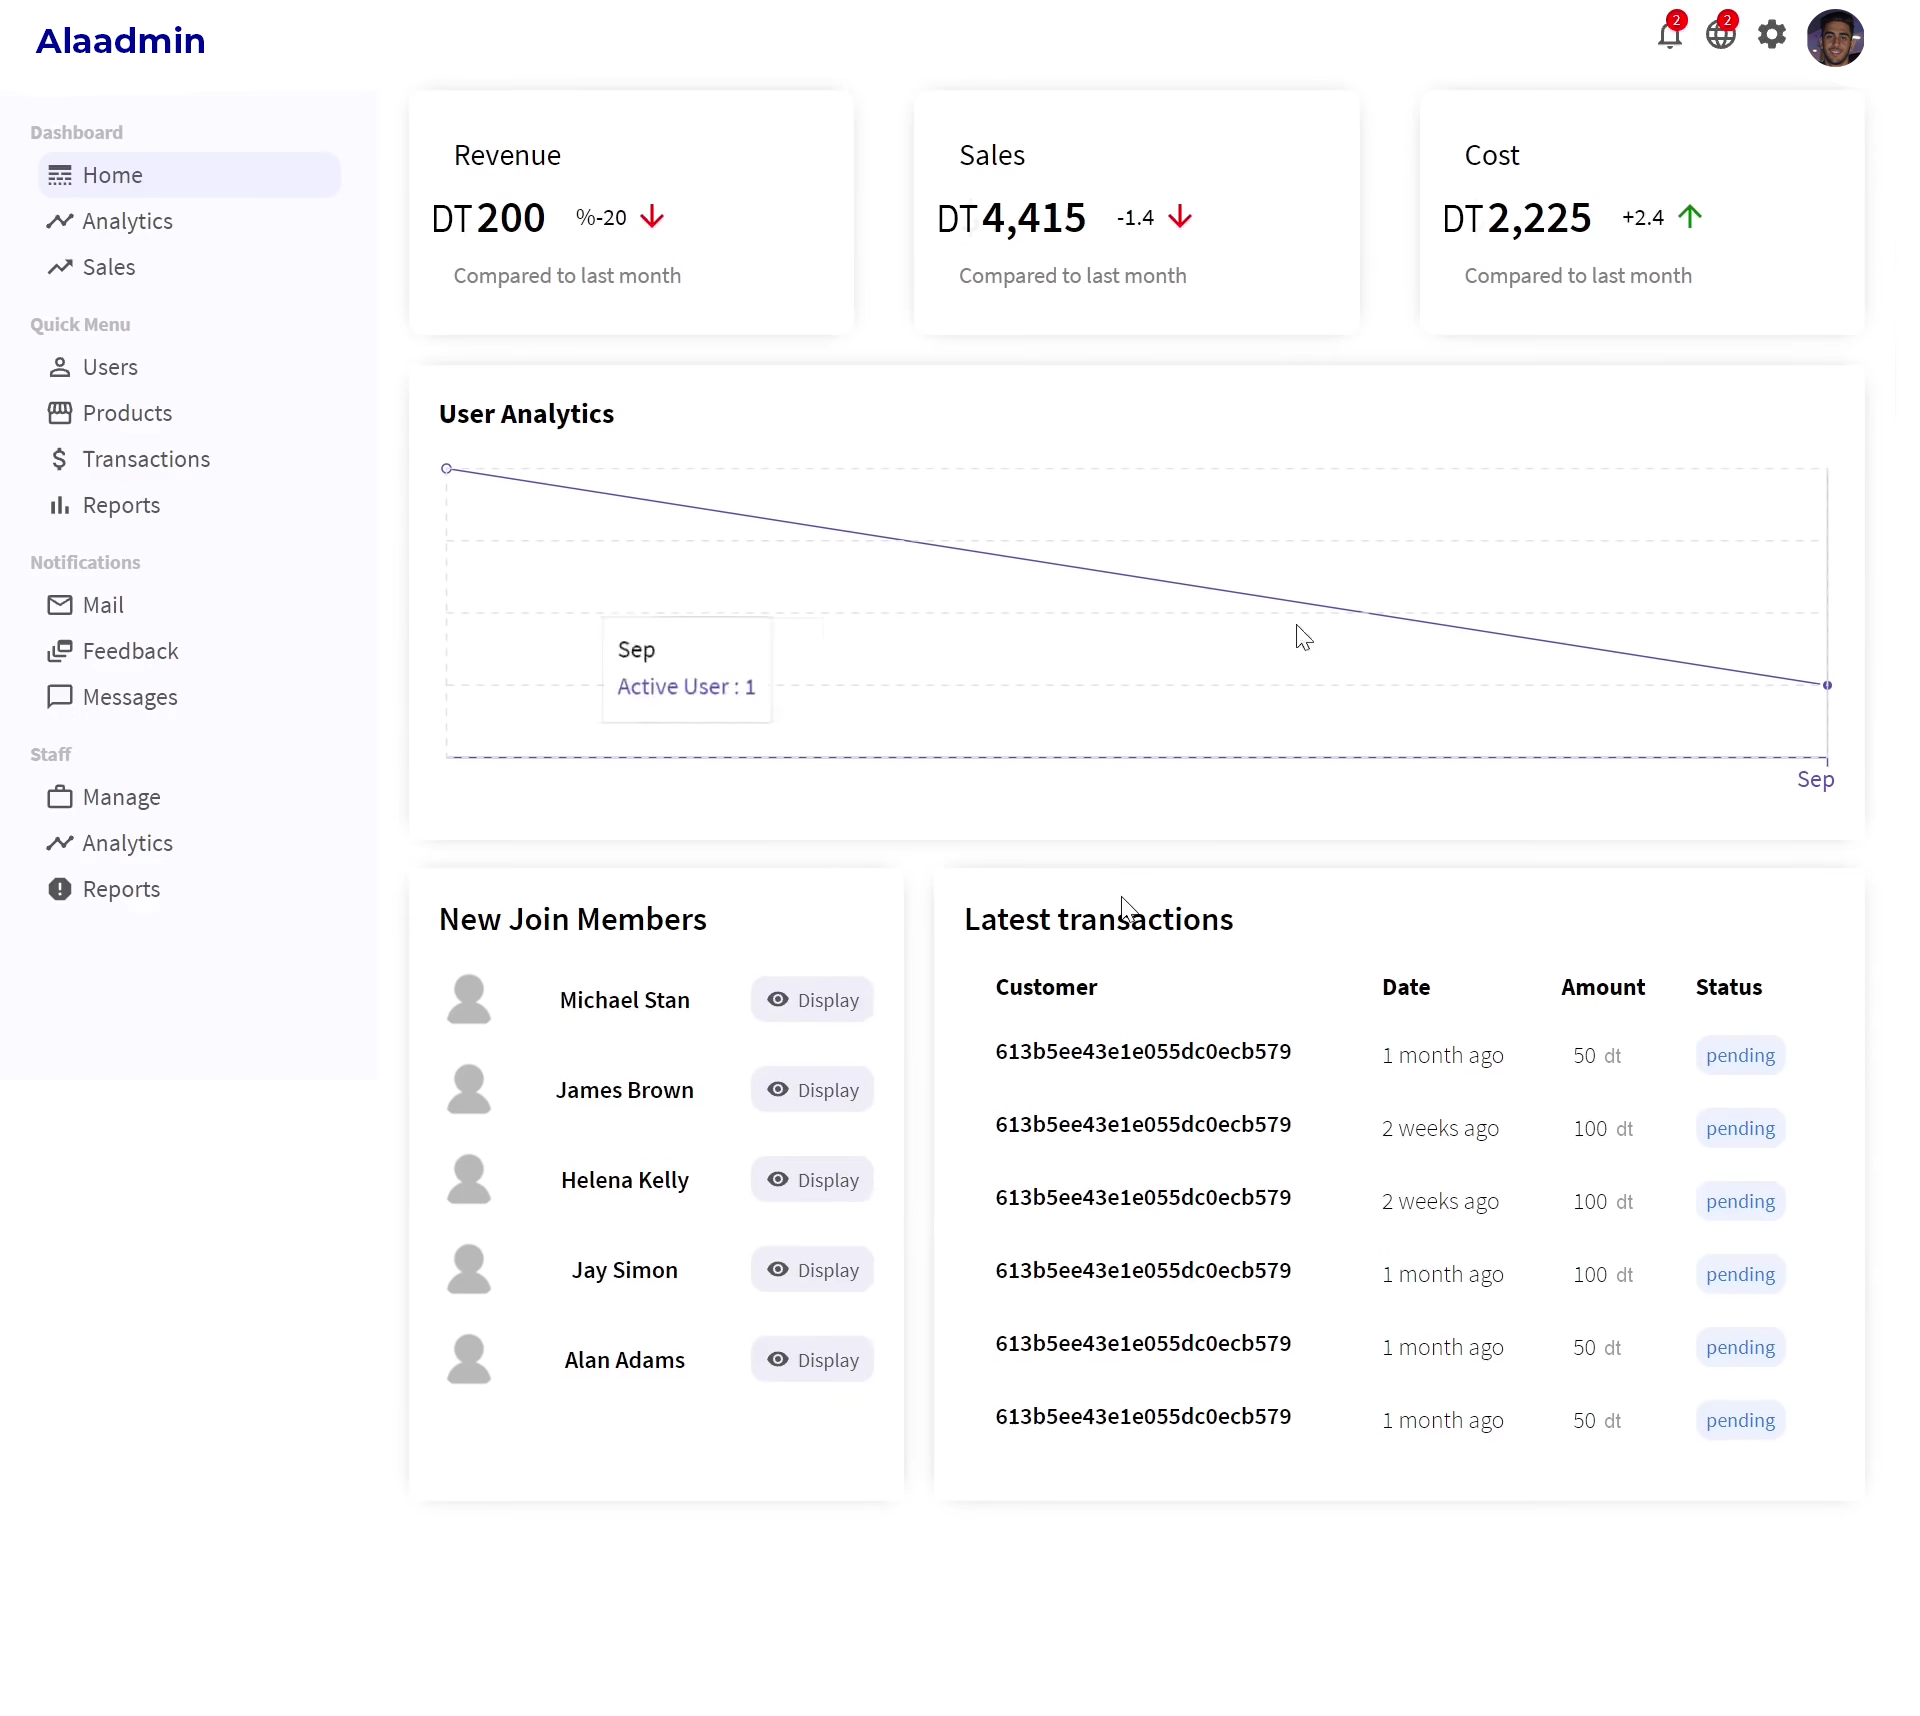 Alaadmin
2
2
Dashboard
Home
Analytics
Sales
Quick Menu
Users
Products
Transactions
Reports
Notifications
Mail
Feedback
Messages
Staff
Manage
Analytics
Reports
Revenue
DT 200 %-20
Compared to last month
Sales
DT 4,415 -1.4
Compared to last month
Cost
DT 2,225 +2.4
Compared to last month
User Analytics
Sep
Active User : 1
Sep
New Join Members
Michael Stan Display
James Brown Display
Helena Kelly Display
Jay Simon Display
Alan Adams Display
Latest transactions
Customer Date Amount Status
613b5ee43e1e055dc0ecb579 1 month ago 50 dt pending
613b5ee43e1e055dc0ecb579 2 weeks ago 100 dt pending
613b5ee43e1e055dc0ecb579 2 weeks ago 100 dt pending
613b5ee43e1e055dc0ecb579 1 month ago 100 dt pending
613b5ee43e1e055dc0ecb579 1 month ago 50 dt pending
613b5ee43e1e055dc0ecb579 1 month ago 50 dt pending